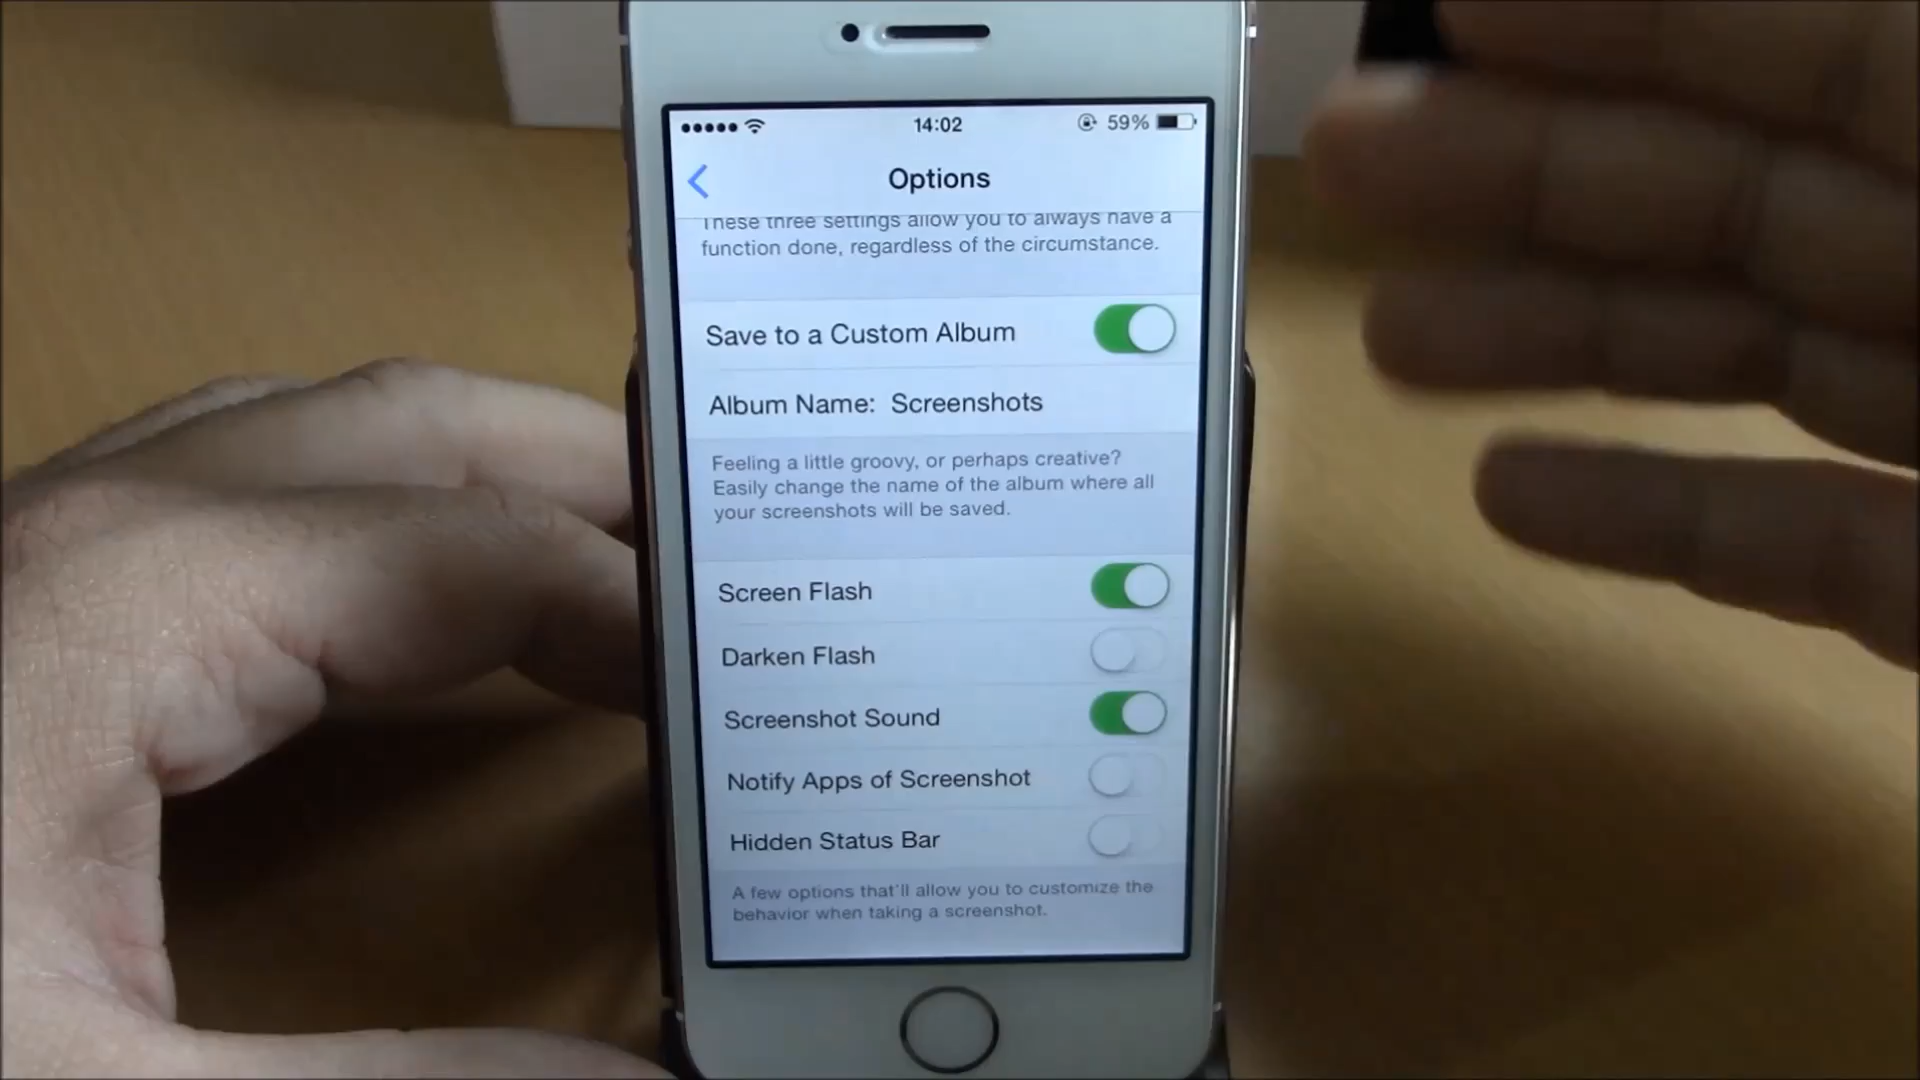 14:02
59%
Options
These three settings allow you to always have a
function done, regardless of the circumstance.
Save to a Custom Album
Album Name: Screenshots
Feeling a little groovy, or perhaps creative?
Easily change the name of the album where all
your screenshots will be saved.
Screen Flash
Darken Flash
Screenshot Sound
Notify Apps of Screenshot
Hidden Status Bar
A few options that'll allow you to customize the
behavior when taking a screenshot.